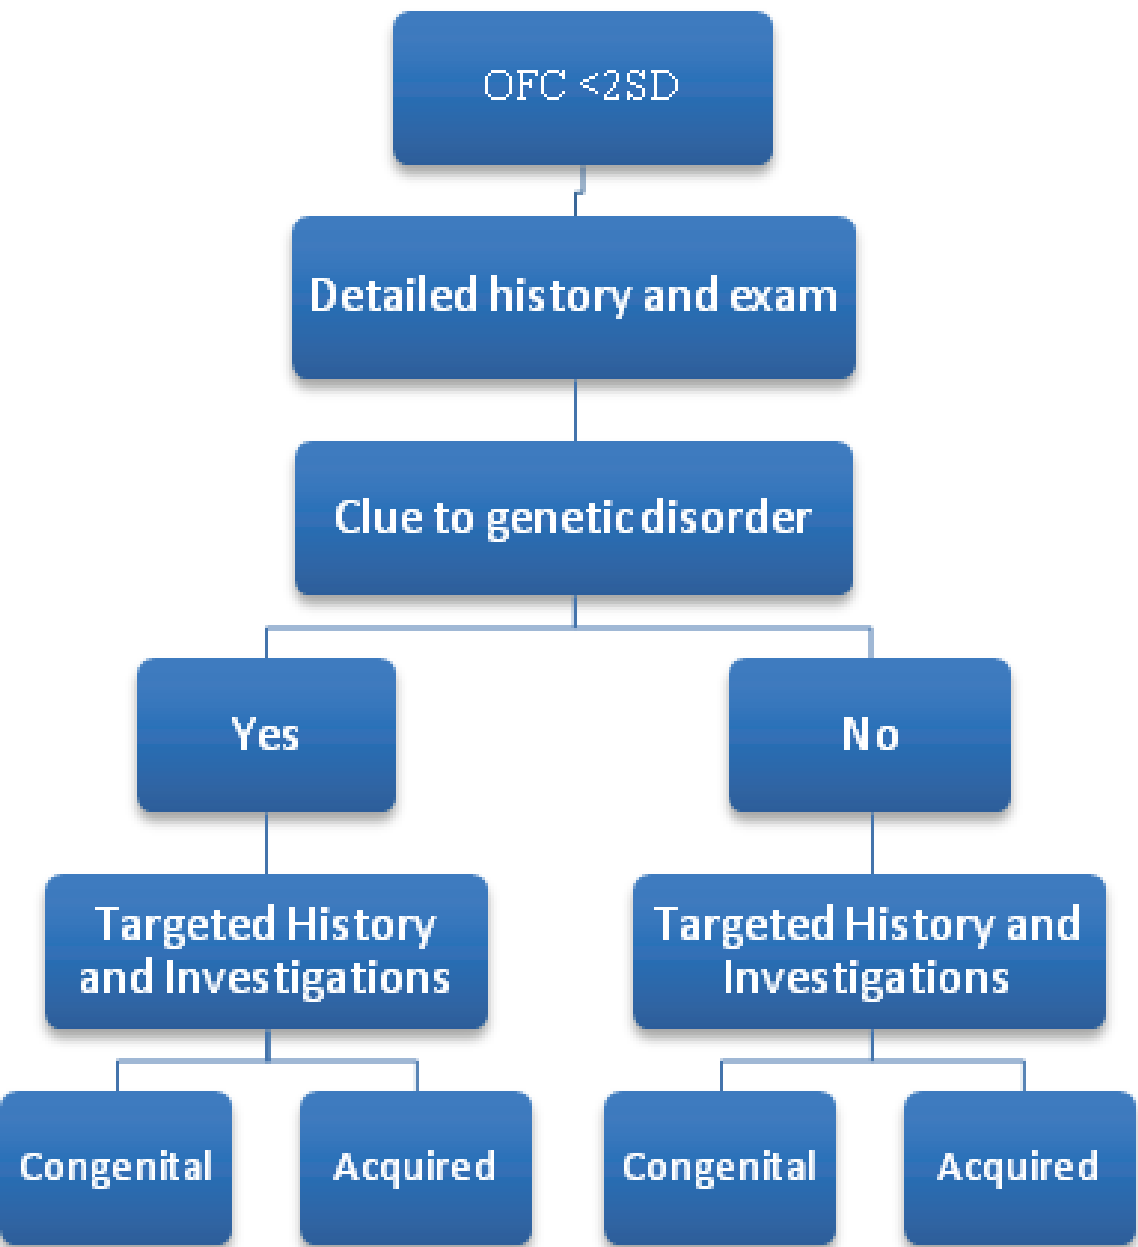 OFC <2SD
Detailed history and exam
Clue to genetic disorder
Yes
No
Targeted History
and Investigations
Targeted History and
Investigations
Congenital
Acquired
Congenital
Acquired